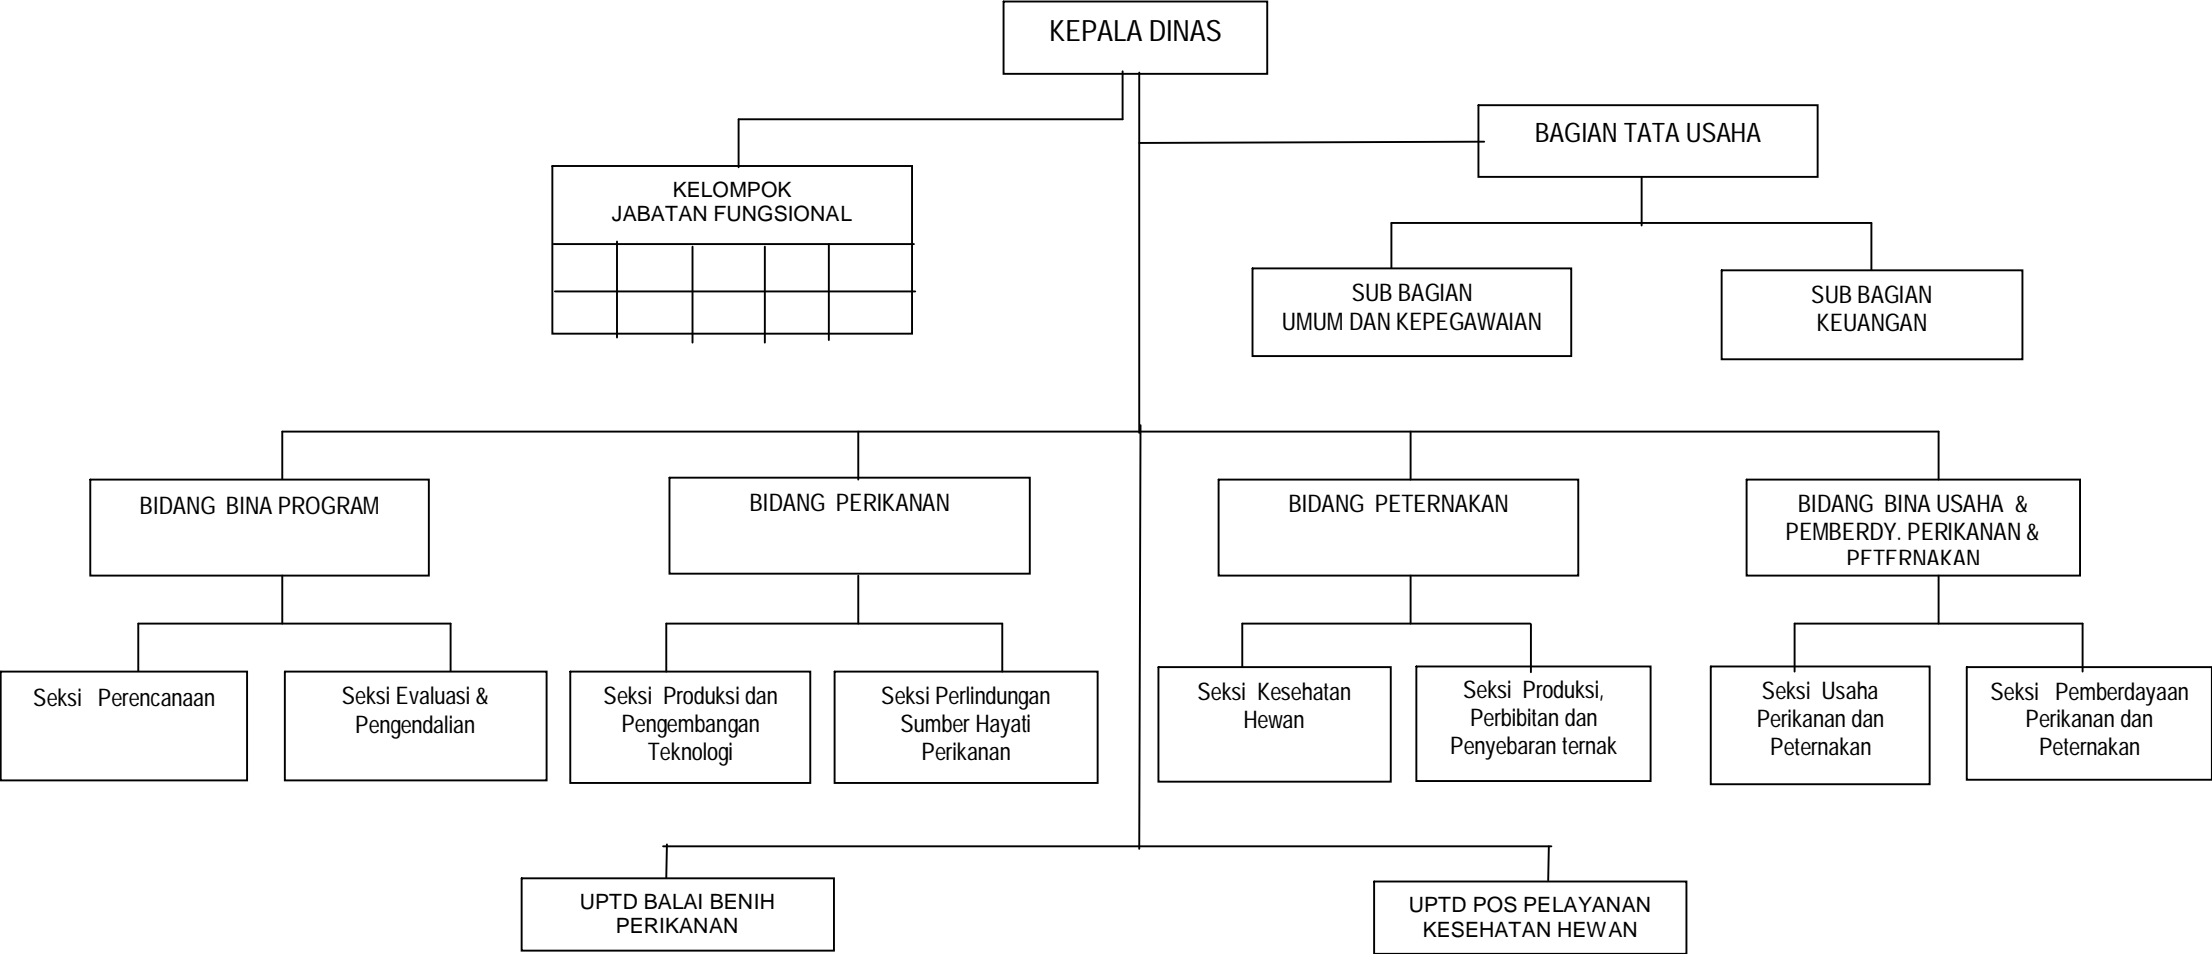 KEPALA DINAS
BAGIAN TATA USAHA
KELOMPOK
JABATAN FUNGSIONAL
SUB BAGIAN
UMUM DAN KEPEGAWAIAN
SUB BAGIAN
KEUANGAN
BIDANG BINA PROGRAM
BIDANG PERIKANAN
BIDANG PETERNAKAN
BIDANG BINA USAHA &
PEMBERDY. PERIKANAN &
PETERNAKAN
Seksi Perencanaan
Seksi Evaluasi &
Pengendalian
Seksi Produksi dan
Pengembangan
Teknologi
Seksi Perlindungan
Sumber Hayati
Perikanan
Seksi Kesehatan
Hewan
Seksi Produksi,
Perbibitan dan
Penyebaran ternak
Seksi Usaha
Perikanan dan
Peternakan
Seksi Pemberdayaan
Perikanan dan
Peternakan
UPTD BALAI BENIH
PERIKANAN
UPTD POS PELAYANAN
KESEHATAN HEWAN